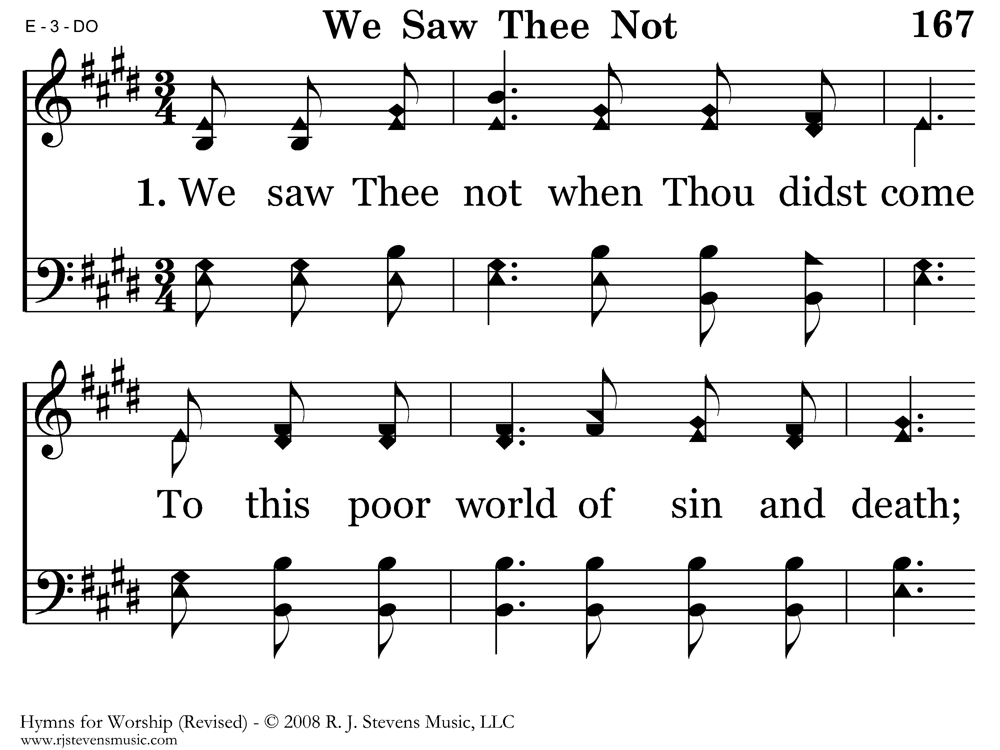 E - 3 - DO
We Saw Thee Not
167
3
4
1. We saw Thee not when Thou didst come
3
4
To this poor world of sin and death;
Hymns for Worship (Revised) - © 2008 R. J. Stevens Music, LLC
www.rjstevensmusic.com